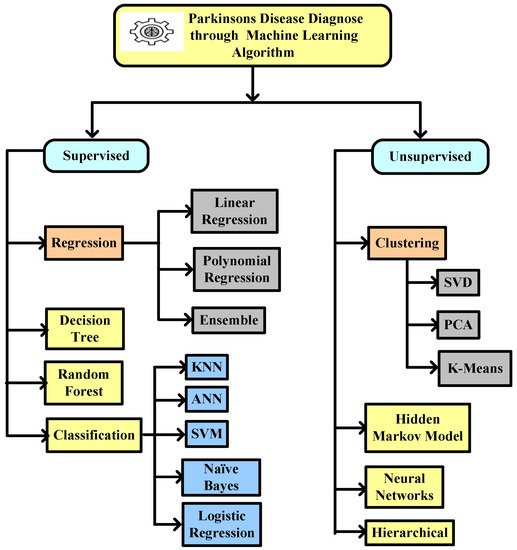 Parkinsons Disease Diagnose
through Machine Learning
Algorithm
Supervised
Unsupervised
Regression
Linear
Regression
Polynomial
Regression
Ensemble
Decision
Tree
Random
Forest
Classification
KNN
ANN
SVM
Naïve
Bayes
Logistic
Regression
Clustering
SVD
PCA
K-Means
Hidden
Markov Model
Neural
Networks
Hierarchical